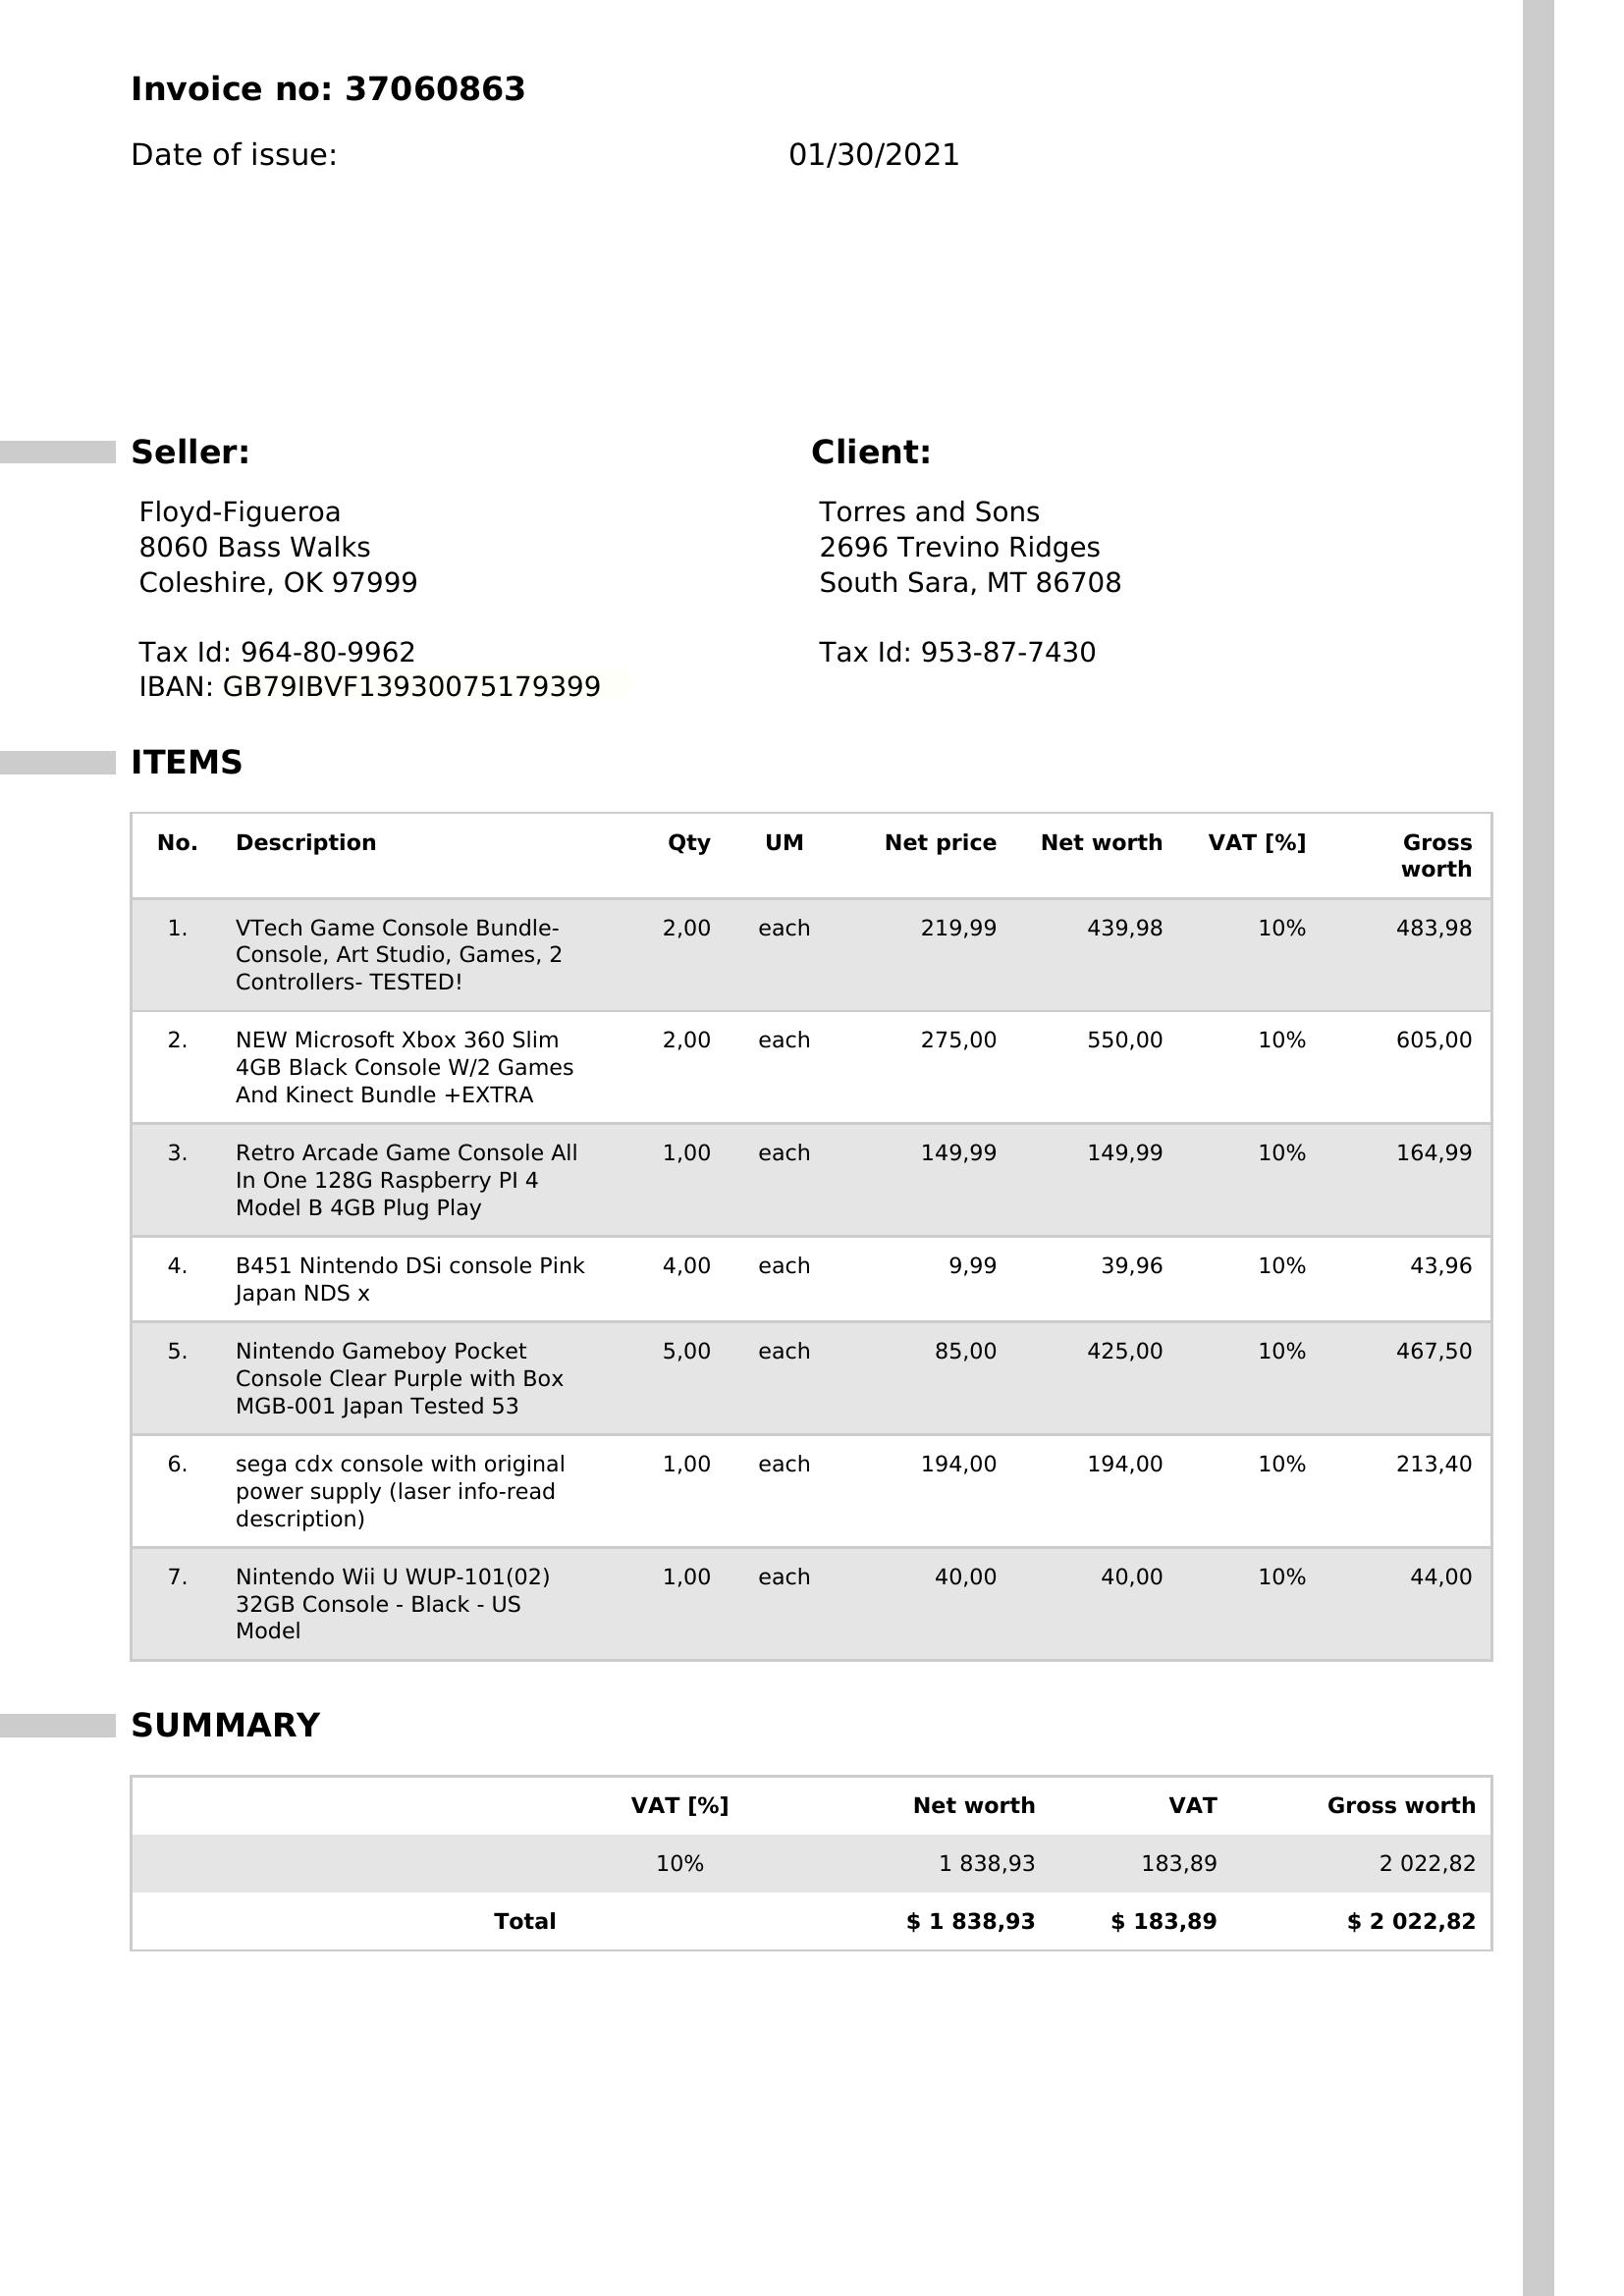 Invoice no: 37060863
Date of issue: 01/30/2021
Seller:
Floyd-Figueroa
8060 Bass Walks
Coleshire, OK 97999
Tax Id: 964-80-9962
IBAN: GB79IBVF13930075179399
Client:
Torres and Sons
2696 Trevino Ridges
South Sara, MT 86708
Tax Id: 953-87-7430
ITEMS
No. Description Qty UM Net price Net worth VAT [%] Gross
worth
1. VTech Game Console Bundle- 2,00 each 219,99 439,98 10% 483,98
Console, Art Studio, Games, 2
Controllers- TESTED!
2. NEW Microsoft Xbox 360 Slim 2,00 each 275,00 550,00 10% 605,00
4GB Black Console W/2 Games
And Kinect Bundle +EXTRA
3. Retro Arcade Game Console All 1,00 each 149,99 149,99 10% 164,99
In One 128G Raspberry PI 4
Model B 4GB Plug Play
4. B451 Nintendo DSi console Pink 4,00 each 9,99 39,96 10% 43,96
Japan NDS x
5. Nintendo Gameboy Pocket 5,00 each 85,00 425,00 10% 467,50
Console Clear Purple with Box
MGB-001 Japan Tested 53
6. sega cdx console with original 1,00 each 194,00 194,00 10% 213,40
power supply (laser info-read
description)
7. Nintendo Wii U WUP-101(02) 1,00 each 40,00 40,00 10% 44,00
32GB Console - Black - US
Model
SUMMARY
VAT [%] Net worth VAT Gross worth
10% 1 838,93 183,89 2 022,82
Total $ 1 838,93 $ 183,89 $ 2 022,82